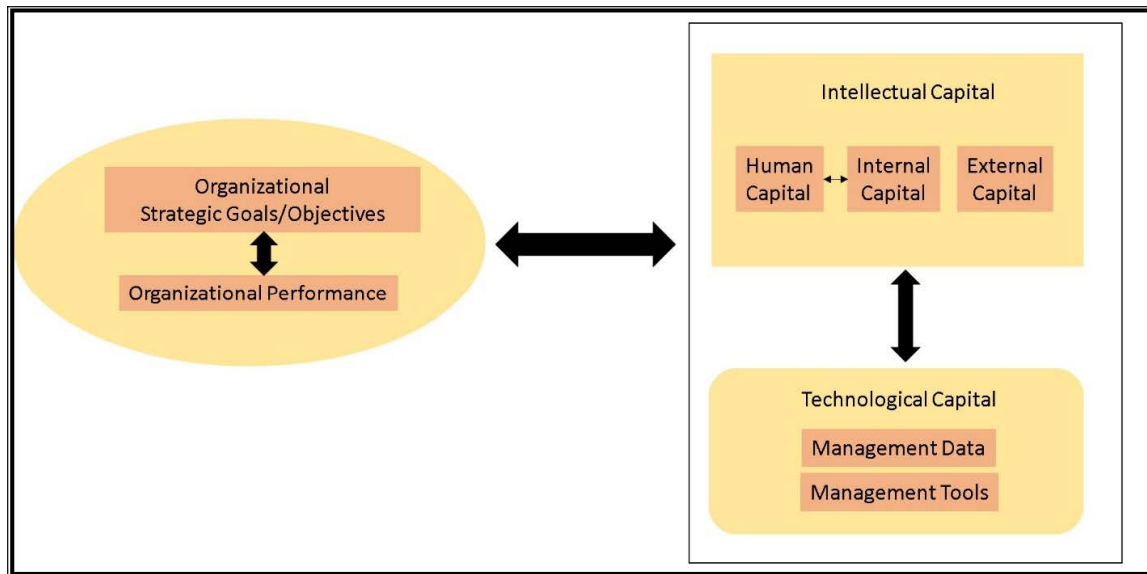 Organizational
Strategic Goals/Objectives
Organizational Performance
Intellectual Capital
Human
Capital
Internal
Capital
External
Capital
Technological Capital
Management Data
Management Tools